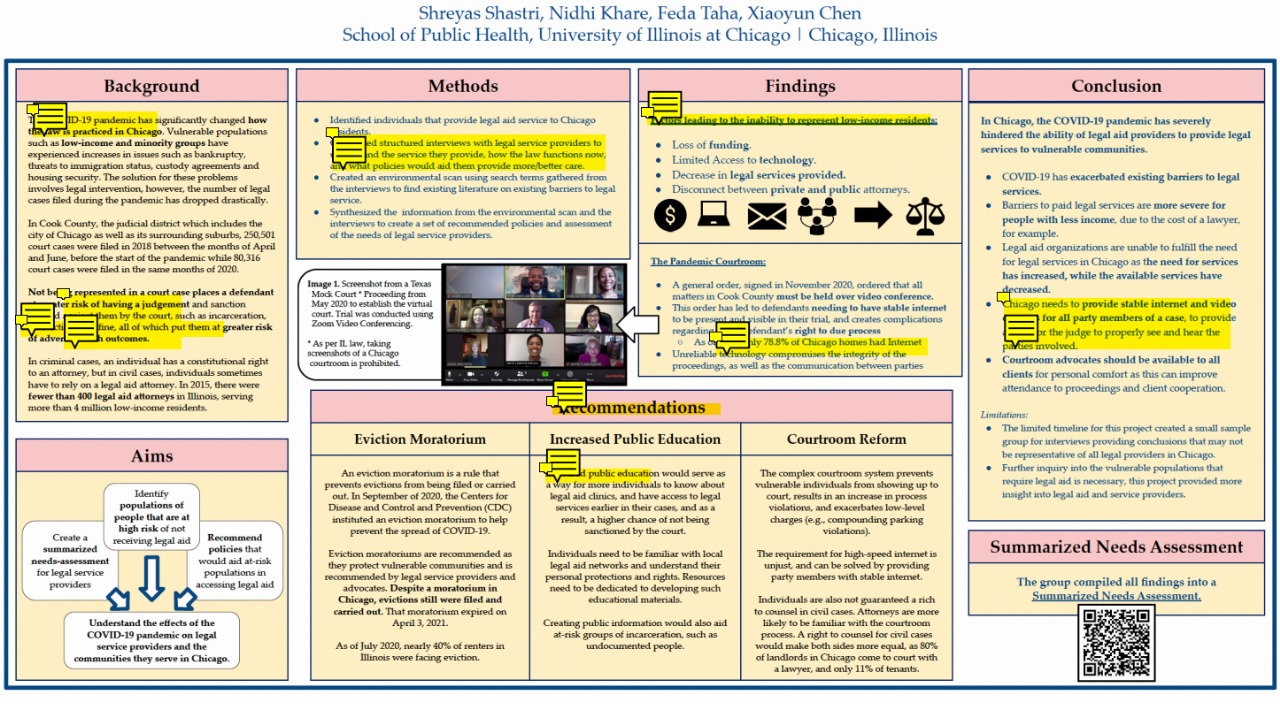 Shreyas Shastri, Nidhi Khare, Feda Taha, Xiaoyun Chen
School of Public Health, University of Illinois at Chicago | Chicago, Illinois
Background
COVID-19 pandemic has significantly changed how
the law is practiced in Chicago. Vulnerable populations
such as low-income and minority groups have
experienced increases in issues such as bankruptcy,
threats to immigration status, custody agreements and
housing security. The solution for these problems
involves legal intervention, however, the number of legal
cases filed during the pandemic has dropped drastically.
In Cook County, the judicial district which includes the
city of Chicago as well as its surrounding suburbs, 250,501
court cases were filed in 2018 between the months of April
and June, before the start of the pandemic while 80,316
court cases were filed in the same months of 2020.
Not being represented in a court case places a defendant
greater risk of having a judgement and sanction
them by the court, such as incarceration,
fine, all of which put them at greater risk
of adverse outcomes.
In criminal cases, an individual has a constitutional right
to an attorney, but in civil cases, individuals sometimes
have to rely on a legal aid attorney. In 2015, there were
fewer than 400 legal aid attorneys in Illinois, serving
more than 4 million low-income residents.
Aims
Identify
populations of
people that are at
high risk of not
receiving legal aid
Create a
summarized
needs-assessment
for legal service
providers
Recommend
policies that
would aid at-risk
populations in
accessing legal aid
Understand the effects of the
COVID-19 pandemic on legal
service providers and the
communities they serve in Chicago.
Methods
● Identified individuals that provide legal aid service to Chicago
residents.
● structured interviews with legal service providers to
the service they provide, how the law functions now,
what policies would aid them provide more/better care.
● Created an environmental scan using search terms gathered from
the interviews to find existing literature on existing barriers to legal
service.
● Synthesized the information from the environmental scan and the
interviews to create a set of recommended policies and assessment
of the needs of legal service providers.
Image 1. Screenshot from a Texas
Mock Court * Proceeding from
May 2020 to establish the virtual
court. Trial was conducted using
Zoom Video Conferencing.
* As per IL law, taking
screenshots of a Chicago
courtroom is prohibited.
Findings
Factors leading to the inability to represent low-income residents:
● Loss of funding.
● Limited Access to technology.
● Decrease in legal services provided.
● Disconnect between private and public attorneys.
The Pandemic Courtroom:
● A general order, signed in November 2020, ordered that all
matters in Cook County must be held over video conference.
● This order has led to defendants needing to have stable internet
to be present and visible in their trial, and creates complications
regarding defendant's right to due process
○ As of only 78.8% of Chicago homes had Internet
● Unreliable technology compromises the integrity of the
proceedings, as well as the communication between parties
Recommendations
Eviction Moratorium
An eviction moratorium is a rule that
prevents evictions from being filed or carried
out. In September of 2020, the Centers for
Disease and Control and Prevention (CDC)
instituted an eviction moratorium to help
prevent the spread of COVID-19.
Eviction moratoriums are recommended as
they protect vulnerable communities and is
recommended by legal service providers and
advocates. Despite a moratorium in
Chicago, evictions still were filed and
carried out. That moratorium expired on
April 3, 2021.
As of July 2020, nearly 40% of renters in
Illinois were facing eviction.
Increased Public Education
public education would serve as
a way for more individuals to know about
legal aid clinics, and have access to legal
services earlier in their cases, and as a
result, a higher chance of not being
sanctioned by the court.
Individuals need to be familiar with local
legal aid networks and understand their
personal protections and rights. Resources
need to be dedicated to developing such
educational materials.
Creating public information would also aid
at-risk groups of incarceration, such as
undocumented people.
Courtroom Reform
The complex courtroom system prevents
vulnerable individuals from showing up to
court, results in an increase in process
violations, and exacerbates low-level
charges (e.g., compounding parking
violations).
The requirement for high-speed internet is
unjust, and can be solved by providing
party members with stable internet.
Individuals are also not guaranteed a rich
to counsel in civil cases. Attorneys are more
likely to be familiar with the courtroom
process. A right to counsel for civil cases
would make both sides more equal, as 80%
of landlords in Chicago come to court with
a lawyer, and only 11% of tenants.
Conclusion
In Chicago, the COVID-19 pandemic has severely
hindered the ability of legal aid providers to provide legal
services to vulnerable communities.
● COVID has exacerbated existing barriers to legal
services.
● Barriers to paid legal services are more severe for
people with less income, due to the cost of a lawyer,
for example.
● Legal aid organizations are unable to fulfill the need
for legal services in Chicago as the need for services
has increased, while the available services have
decreased.
● Chicago needs to provide stable internet and video
for all party members of a case, to provide
or the judge to properly see and hear the
parties involved.
● Courtroom advocates should be available to all
clients for personal comfort as this can improve
attendance to proceedings and client cooperation.
Limitations:
● The limited timeline for this project created a small sample
group for interviews providing conclusions that may not
be representative of all legal providers in Chicago.
● Further inquiry into the vulnerable populations that
require legal aid is necessary, this project provided more
insight into legal aid and service providers.
Summarized Needs Assessment
The group compiled all findings into a
Summarized Needs Assessment.